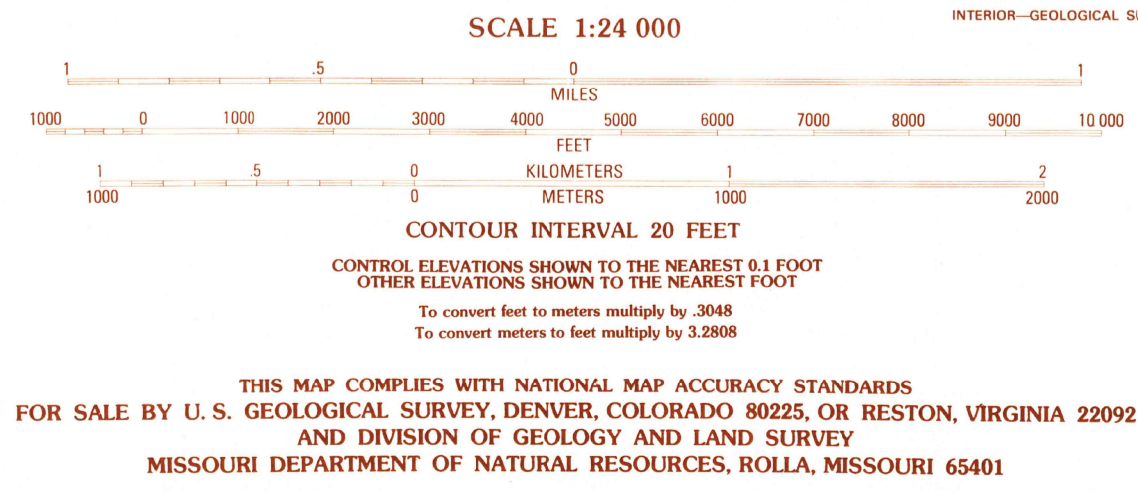 INTERIOR—GEOLOGICAL
SCALE 1:24 000
1 .5 0 1
MILES
1000 0 1000 2000 3000 4000 5000 6000 7000 8000 9000 10 000
FEET
1 .5 0 KILOMETERS 1 2
1000 0 METERS 1000 2000
CONTOUR INTERVAL 20 FEET
CONTROL ELEVATIONS SHOWN TO THE NEAREST 0.1 FOOT
OTHER ELEVATIONS SHOWN TO THE NEAREST FOOT
To convert feet to meters multiply by .3048
To convert meters to feet multiply by 3.2808
THIS MAP COMPLIES WITH NATIONAL MAP ACCURACY STANDARDS
FOR SALE BY U. S. GEOLOGICAL SURVEY, DENVER, COLORADO 80225, OR RESTON, VIRGINIA 22092
AND DIVISION OF GEOLOGY AND LAND SURVEY
MISSOURI DEPARTMENT OF NATURAL RESOURCES, ROLLA, MISSOURI 65401